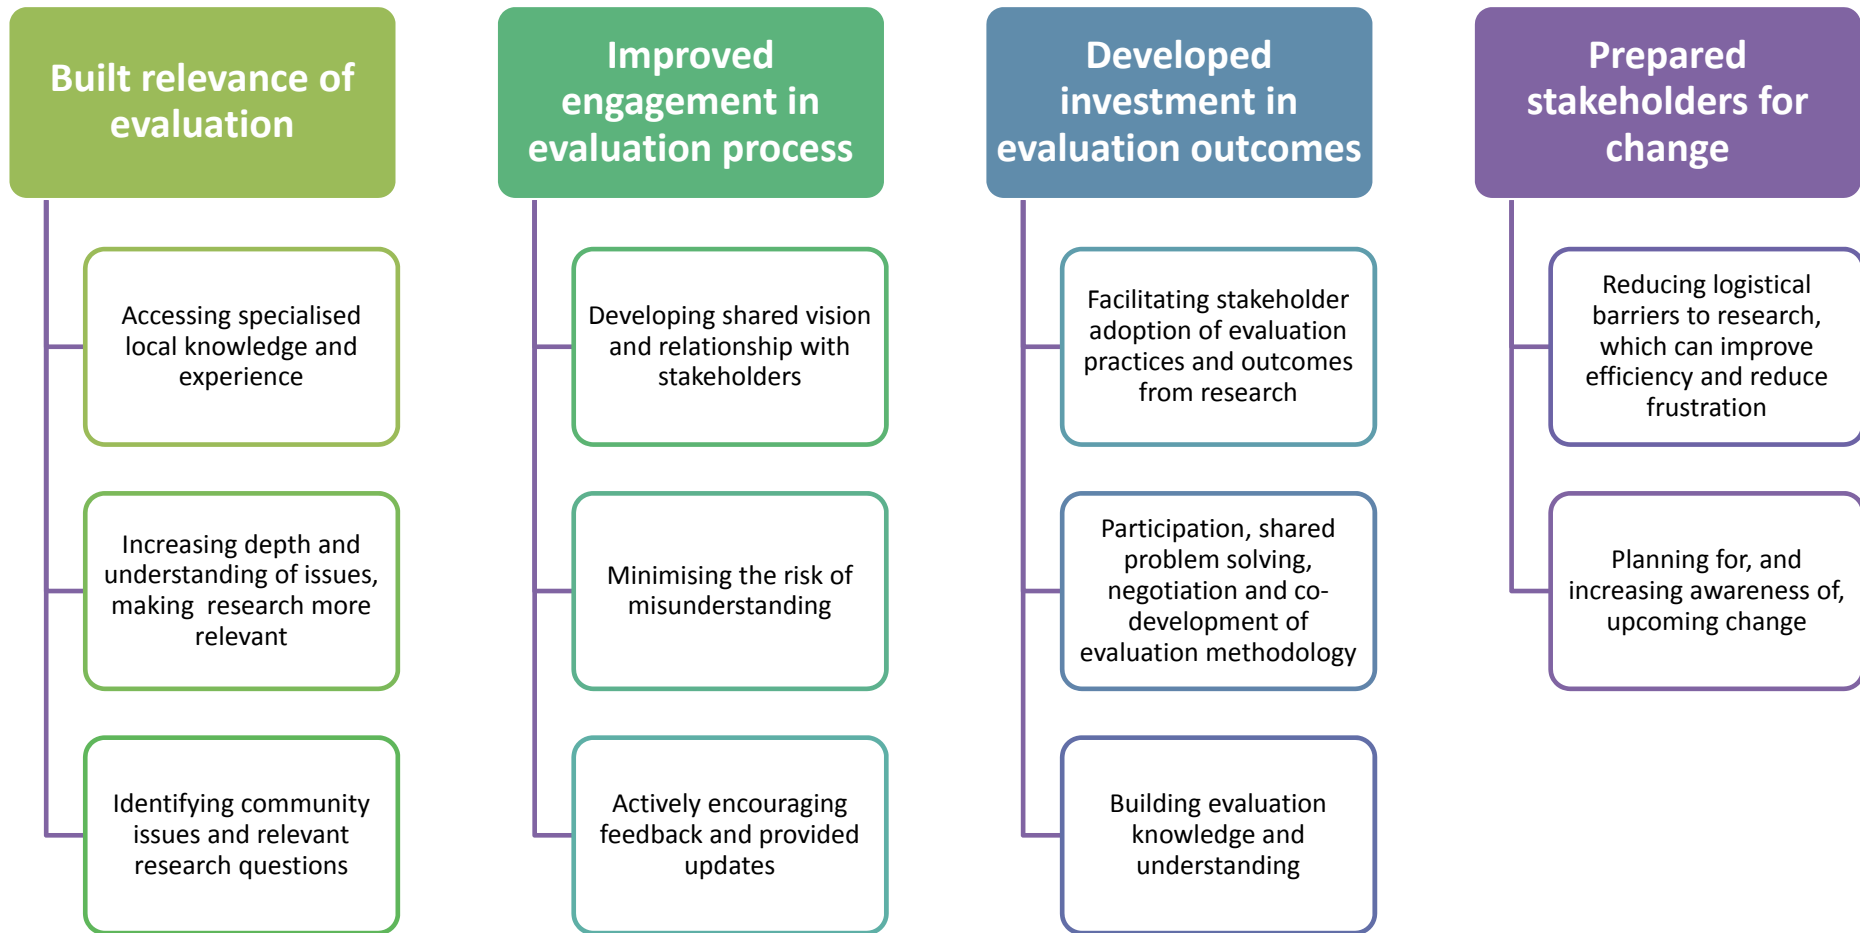 Built relevance of
evaluation
Accessing specialised
local knowledge and
experience
Increasing depth and
understanding of issues,
making research more
relevant
Identifying community
issues and relevant
research questions
Improved
engagement in
evaluation process
Developing shared vision
and relationship with
stakeholders
Minimising the risk of
misunderstanding
Actively encouraging
feedback and provided
updates
Developed
investment in
evaluation outcomes
Facilitating stakeholder
adoption of evaluation
practices and outcomes
from research
Participation, shared
problem solving,
negotiation and co-
development of
evaluation methodology
Building evaluation
knowledge and
understanding
Prepared
stakeholders for
change
Reducing logistical
barriers to research,
which can improve
efficiency and reduce
frustration
Planning for, and
increasing awareness of,
upcoming change